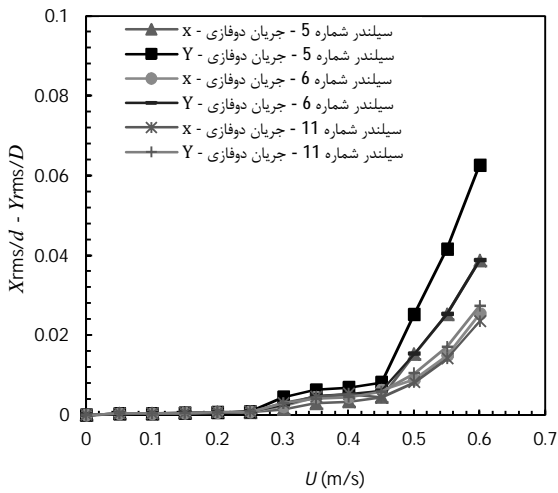 0.1
0.08
0.06
0.04
0.02
0
Xrms/d - Yrms/D
سیلندر شماره 5 - جریان دوفازی - x
سیلندر شماره 5 - جریان دوفازی - Y
سیلندر شماره 6 - جریان دوفازی - x
سیلندر شماره 6 - جریان دوفازی - Y
سیلندر شماره 11 - جریان دوفازی - x
سیلندر شماره 11 - جریان دوفازی - Y
0 0.1 0.2 0.3 0.4 0.5 0.6 0.7
U (m/s)